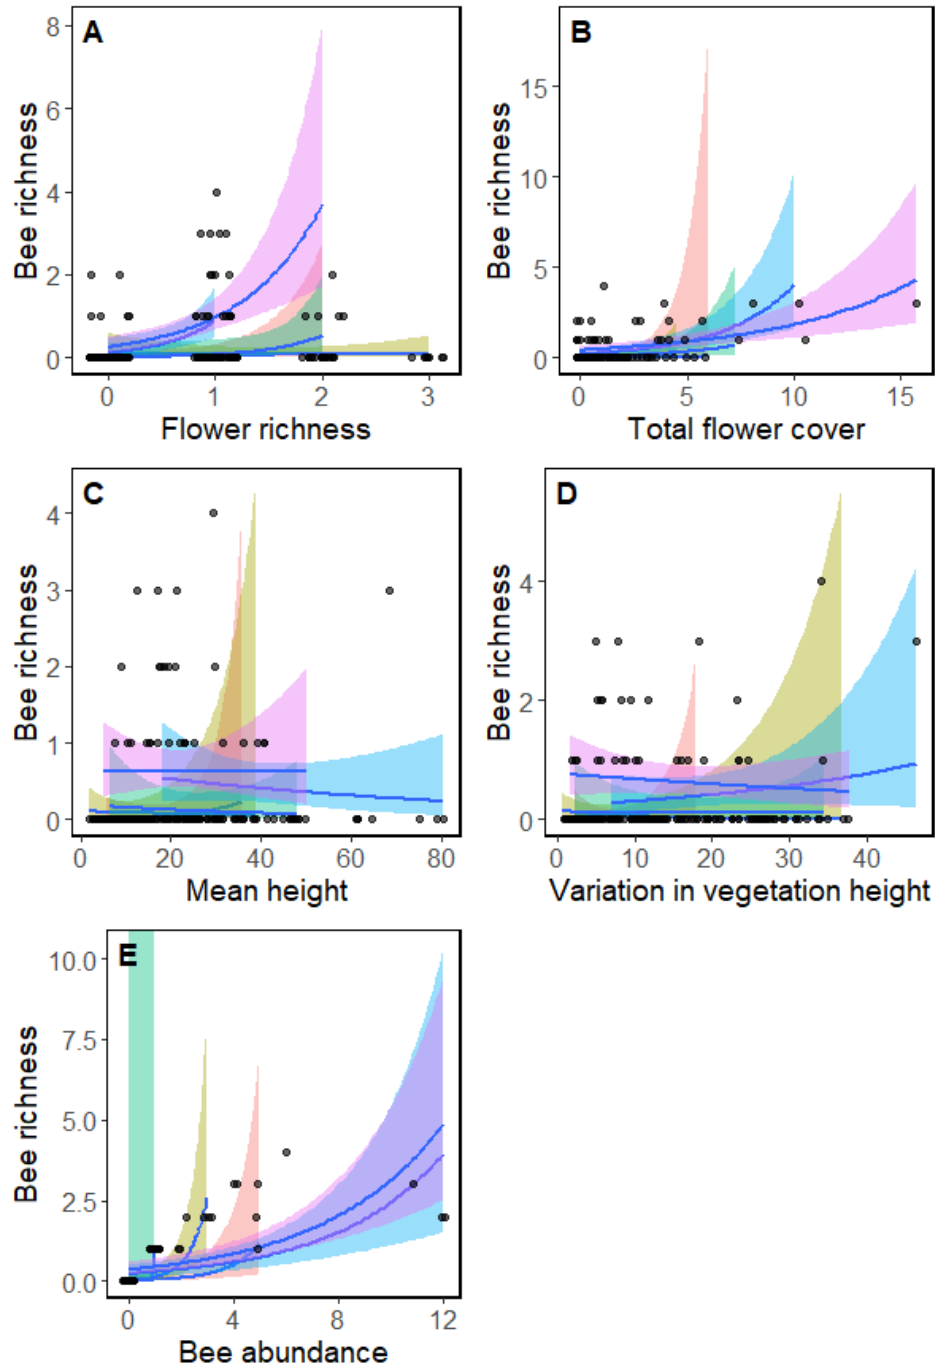 A
Bee richness
8
6
4
2
0
0 1 2 3
Flower richness
B
Bee richness
15
10
5
0
0 5 10 15
Total flower cover
C
Bee richness
4
3
2
1
0
0 20 40 60 80
Mean height
D
Bee richness
4
2
0
0 10 20 30 40
Variation in vegetation height
E
Bee richness
10.0
7.5
5.0
2.5
0.0
0 4 8 12
Bee abundance